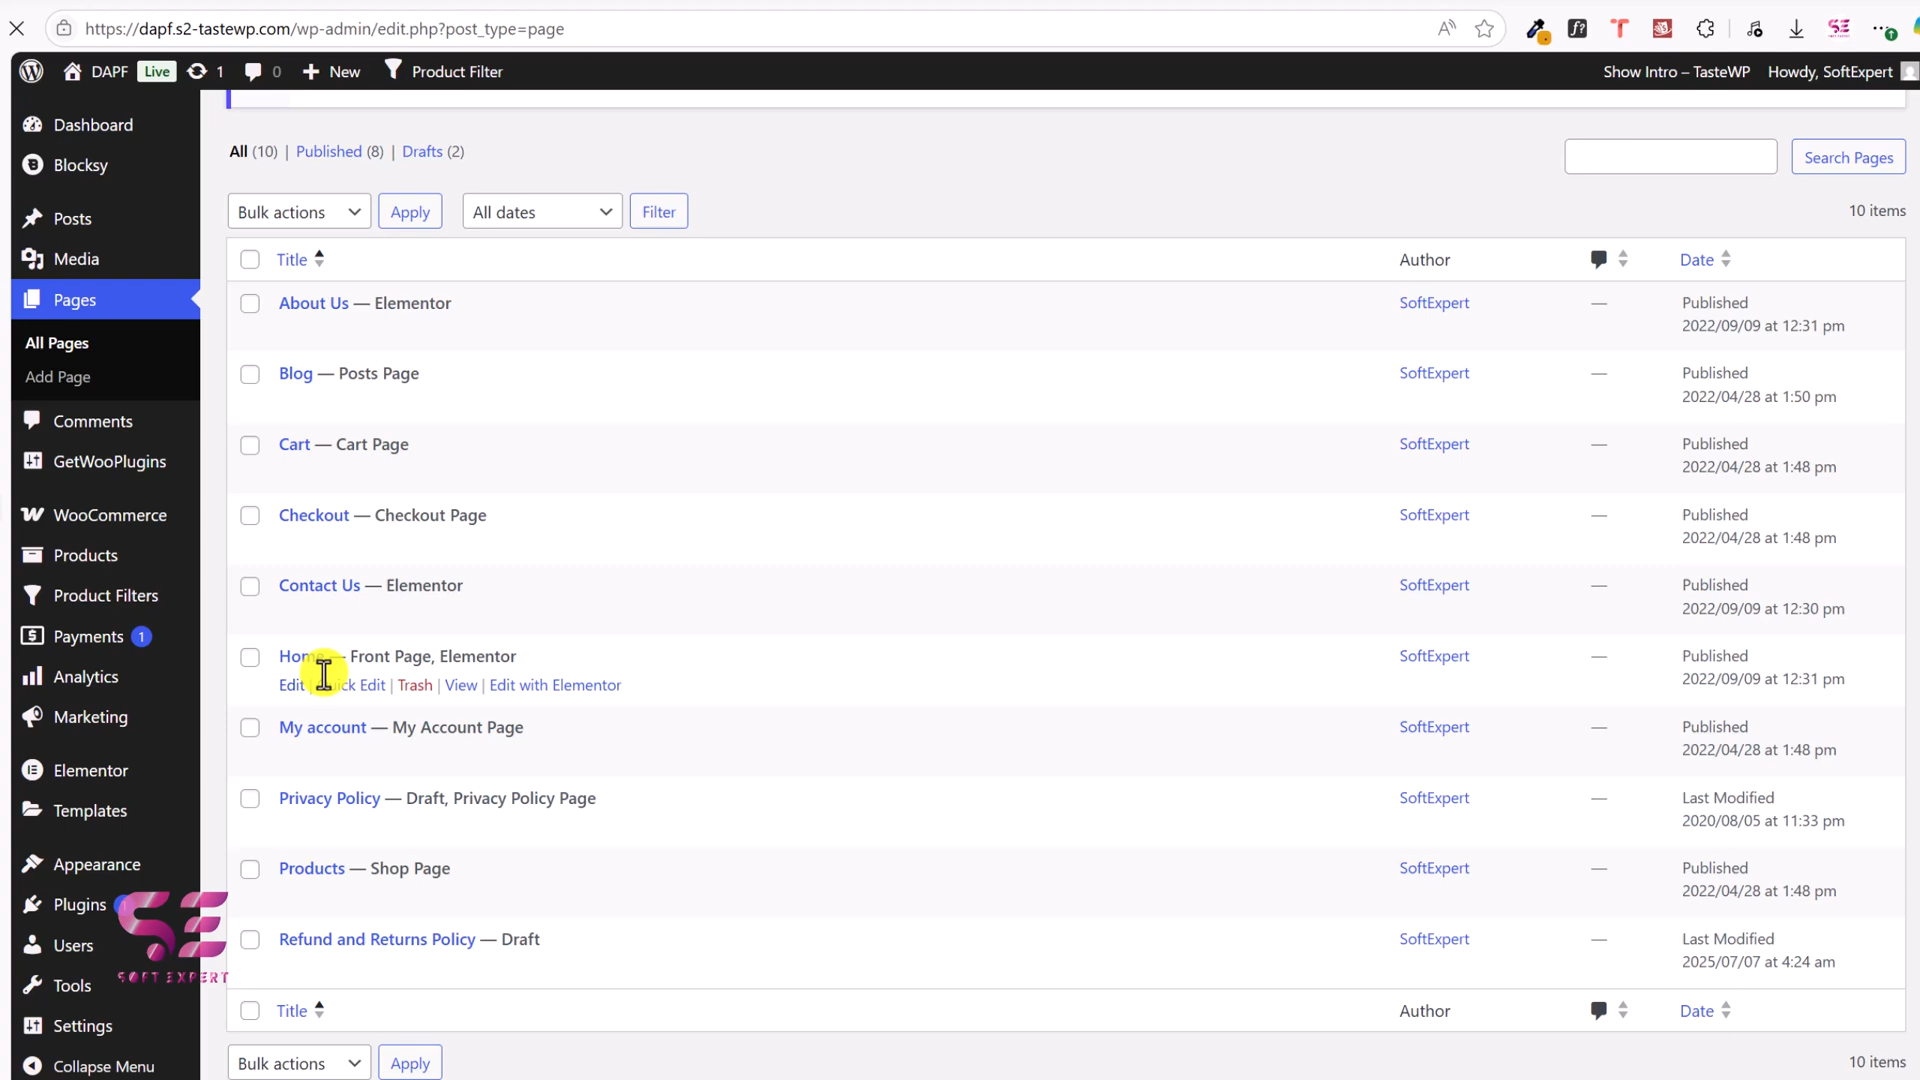 https://dapf.s2-tastewp.com/wp-admin/edit.php?post_type=page
DAPF Live 1 0 New Product Filter Show Intro – TasteWP Howdy, SoftExpert
Dashboard
Blocksy
Posts
Media
Pages
All Pages
Add Page
Comments
GetWooPlugins
WooCommerce
Products
Product Filters
Payments 1
Analytics
Marketing
Elementor
Templates
Appearance
Plugins
Users
Tools
Settings
Collapse Menu
SE
SOFT EXPERT
All (10) | Published (8) | Drafts (2)
Search Pages
Bulk actions Apply All dates Filter 10 items
Title Author Date
About Us — Elementor SoftExpert — Published
2022/09/09 at 12:31 pm
Blog — Posts Page SoftExpert — Published
2022/04/28 at 1:50 pm
Cart — Cart Page SoftExpert — Published
2022/04/28 at 1:48 pm
Checkout — Checkout Page SoftExpert — Published
2022/04/28 at 1:48 pm
Contact Us — Elementor SoftExpert — Published
2022/09/09 at 12:30 pm
Home — Front Page, Elementor SoftExpert — Published
2022/09/09 at 12:31 pm
Edit | Quick Edit | Trash | View | Edit with Elementor
My account — My Account Page SoftExpert — Published
2022/04/28 at 1:48 pm
Privacy Policy — Draft, Privacy Policy Page SoftExpert — Last Modified
2020/08/05 at 11:33 pm
Products — Shop Page SoftExpert — Published
2022/04/28 at 1:48 pm
Refund and Returns Policy — Draft SoftExpert — Last Modified
2025/07/07 at 4:24 am
Title Author Date
Bulk actions Apply 10 items